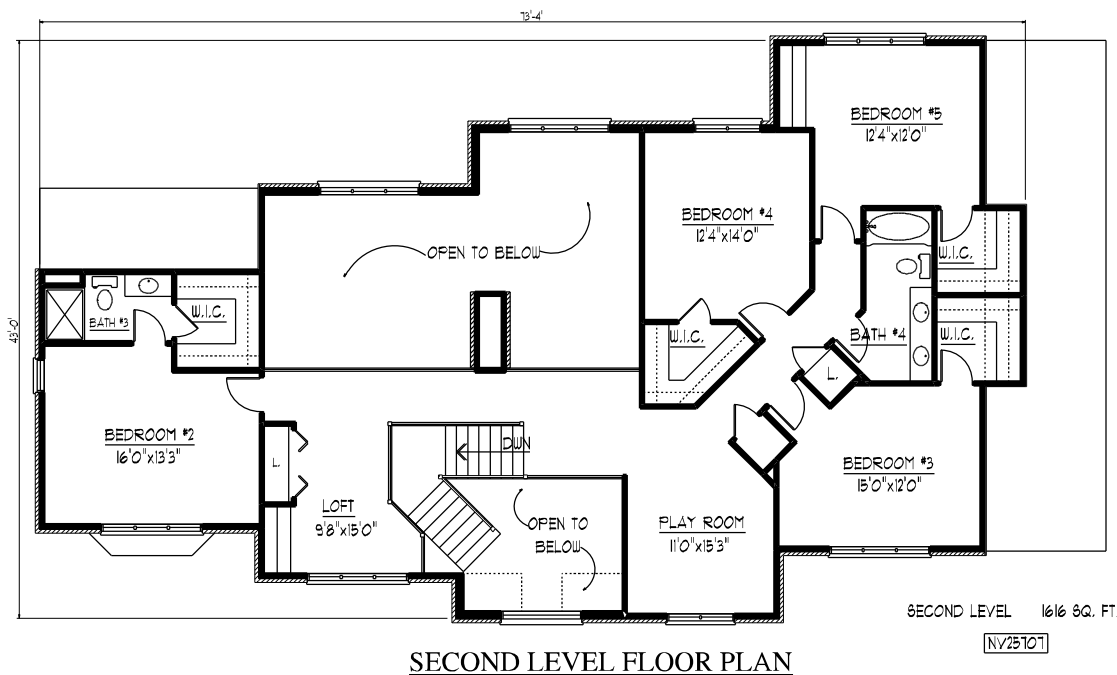 73'-4"
BEDROOM #5
12'4"x12'0"
BEDROOM #4
12'4"x14'0"
OPEN TO BELOW
W.I.C.
43'-0"
W.I.C.
BATH #3
W.I.C.
BATH #4
W.I.C.
L.
BEDROOM #2
16'0"x13'3"
DWN
L.
BEDROOM #3
15'0"x12'0"
LOFT
9'8"x15'0"
OPEN TO
BELOW
PLAY ROOM
11'0"x15'3"
SECOND LEVEL 1616 SQ. FT.
NV25707
SECOND LEVEL FLOOR PLAN